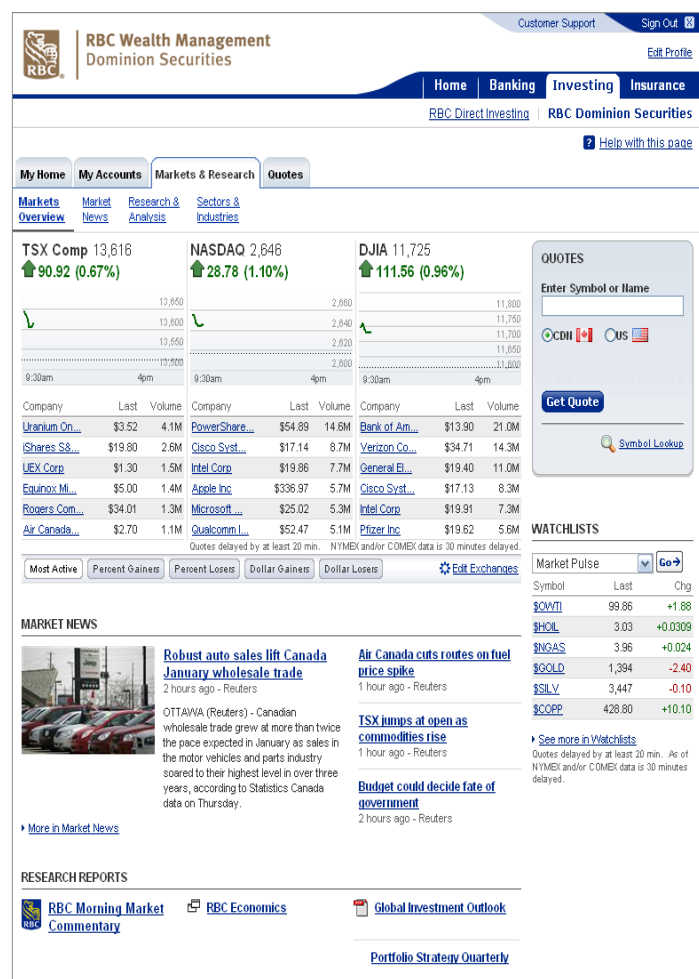 Customer Support
Sign Out
RBC
RBC Wealth Management
Dominion Securities
Edit Profile
Home Banking Investing Insurance
RBC Direct Investing RBC Dominion Securities
? Help with this page
My Home My Accounts Markets & Research Quotes
Markets Overview
Market News
Research & Analysis
Sectors & Industries
TSX Comp 13,616
90.92 (0.67%)
13,650
13,600
13,550
13,500
9:30am 4pm
Company Last Volume
Uranium On... $3.52 4.1M
iShares S&... $19.80 2.6M
UEX Corp $1.30 1.5M
Equinox Mi... $5.00 1.4M
Rogers Com... $34.01 1.3M
Air Canada... $2.70 1.1M
NASDAQ 2,646
28.78 (1.10%)
2,660
2,640
2,620
2,600
9:30am 4pm
Company Last Volume
PowerShare... $54.89 14.6M
Cisco Syst... $17.14 8.7M
Intel Corp $19.86 7.7M
Apple Inc $336.97 5.7M
Microsoft ... $25.02 5.3M
Qualcomm I... $52.47 5.1M
DJIA 11,725
111.56 (0.96%)
11,800
11,750
11,700
11,650
11,600
9:30am 4pm
Company Last Volume
Bank of Am... $13.90 21.0M
Verizon Co... $34.71 14.3M
General El... $19.40 11.0M
Cisco Syst... $17.13 8.3M
Intel Corp $19.91 7.3M
Pfizer Inc $19.62 5.6M
Quotes delayed by at least 20 min. NYMEX and/or COMEX data is 30 minutes delayed.
Most Active Percent Gainers Percent Losers Dollar Gainers Dollar Losers Edit Exchanges
QUOTES
Enter Symbol or Name
CDN US
Get Quote
Symbol Lookup
WATCHLISTS
Market Pulse Go
Symbol Last Chg
$OWTI 99.86 +1.88
$HOIL 3.03 +0.0309
$NGAS 3.96 +0.024
$GOLD 1,394 -2.40
$SILV 3,447 -0.10
$COPP 428.80 +10.10
See more in Watchlists
Quotes delayed by at least 20 min. As of
NYMEX and/or COMEX data is 30 minutes
delayed.
MARKET NEWS
Robust auto sales lift Canada
January wholesale trade
2 hours ago - Reuters
OTTAWA (Reuters) - Canadian
wholesale trade grew at more than twice
the pace expected in January as sales in
the motor vehicles and parts industry
soared to their highest level in over three
years, according to Statistics Canada
data on Thursday.
More in Market News
Air Canada cuts routes on fuel
price spike
1 hour ago - Reuters
TSX jumps at open as
commodities rise
1 hour ago - Reuters
Budget could decide fate of
government
2 hours ago - Reuters
RESEARCH REPORTS
RBC
RBC Morning Market
Commentary
RBC Economics
Global Investment Outlook
Portfolio Strategy Quarterly